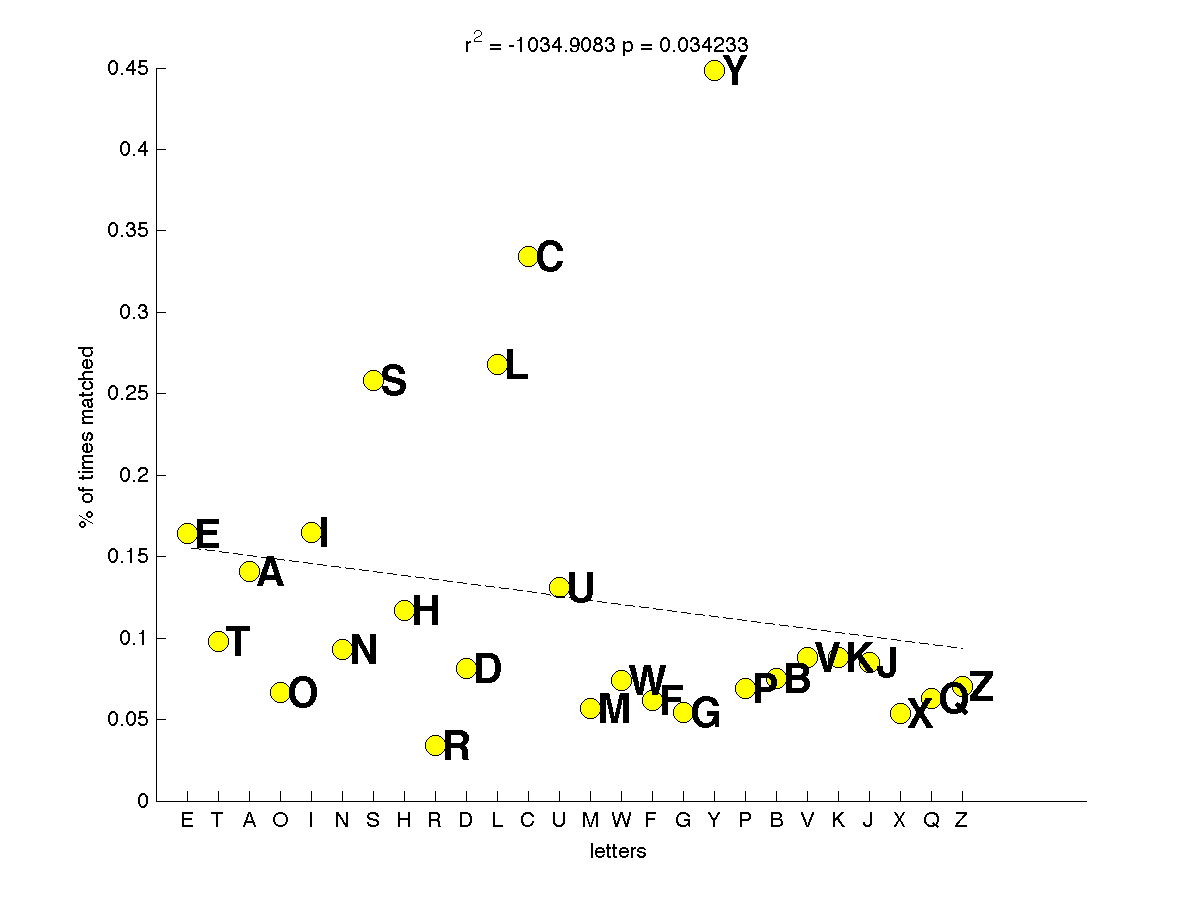 r2 = -1034.9083 p = 0.034233
% of times matched
0.45
0.4
0.35
0.3
0.25
0.2
0.15
0.1
0.05
0
Y
C
L
S
E
I
A
U
H
T
N
D
O
R
M
W
F
G
P
B
V
K
J
X
Q
Z
E T A O I N S H R D L C U M W F G Y P B V K J X Q Z
letters